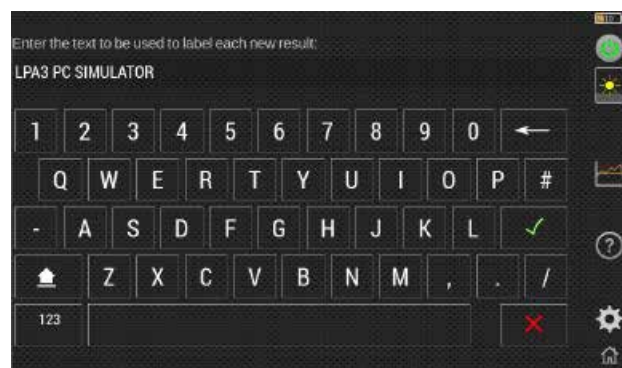 Enter the text to be used to label each new result:
LPA3 PC SIMULATOR
1 2 3 4 5 6 7 8 9 0
Q W E R T Y U I O P #
- A S D F G H J K L
Z X C V B N M , . /
123
?